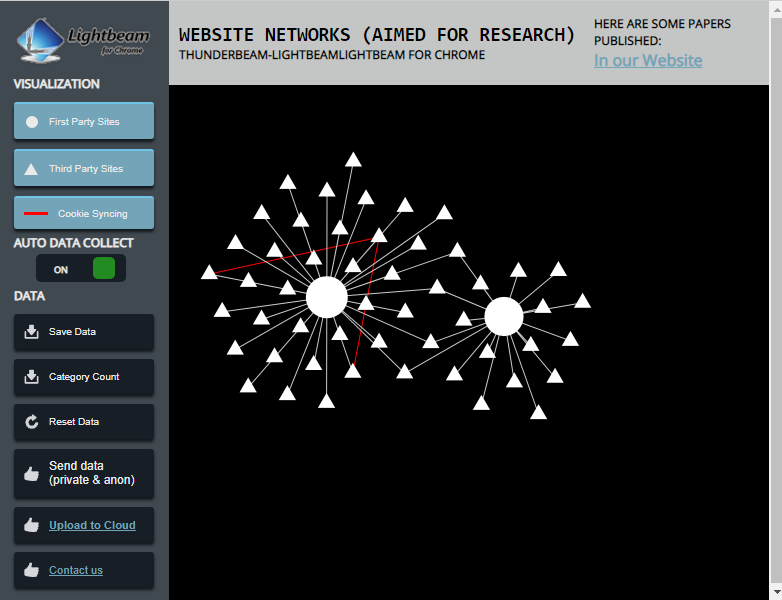 Lightbeam
for Chrome
VISUALIZATION
First Party Sites
Third Party Sites
Cookie Syncing
AUTO DATA COLLECT
ON
DATA
Save Data
Category Count
Reset Data
Send data
(private & anon)
Upload to Cloud
Contact us
WEBSITE NETWORKS (AIMED FOR RESEARCH)
THUNDERBEAM-LIGHTBEAMLIGHTBEAM FOR CHROME
HERE ARE SOME PAPERS
PUBLISHED:
In our Website